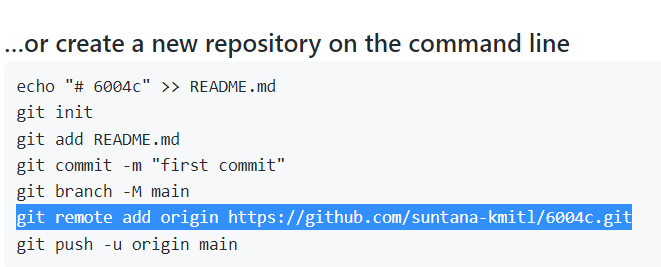 ...or create a new repository on the command line
echo "# 6004c" >> README.md
git init
git add README.md
git commit -m "first commit"
git branch -M main
git remote add origin https://github.com/suntana-kmitl/6004c.git
git push -u origin main